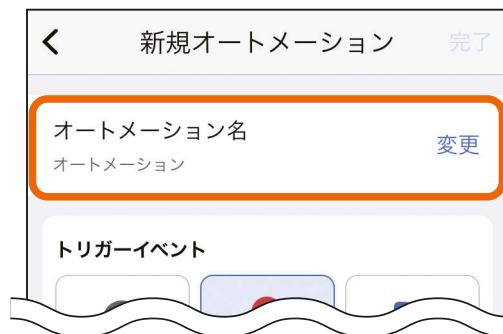 新規オートメーション 完了
オートメーション名
オートメーション
変更
トリガーイベント